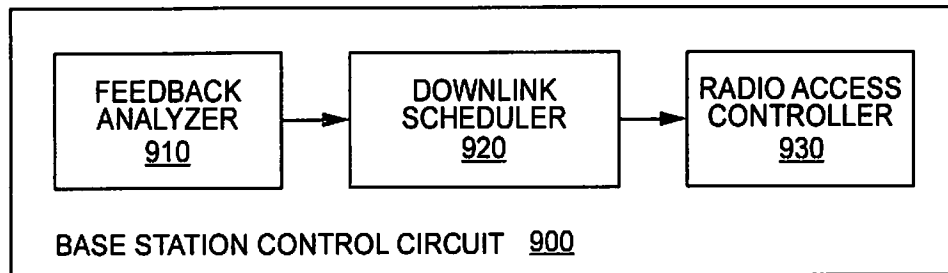 FEEDBACK
ANALYZER
910
DOWNLINK
SCHEDULER
920
RADIO ACCESS
CONTROLLER
930
BASE STATION CONTROL CIRCUIT 900